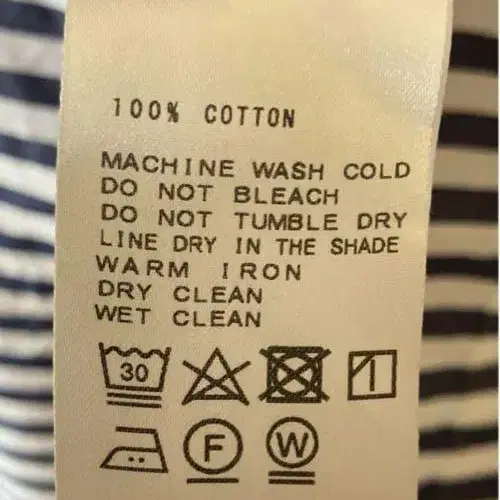 100% COTTON
MACHINE WASH COLD
DO NOT BLEACH
DO NOT TUMBLE DRY
LINE DRY IN THE SHADE
WARM IRON
DRY CLEAN
WET CLEAN
30
F W